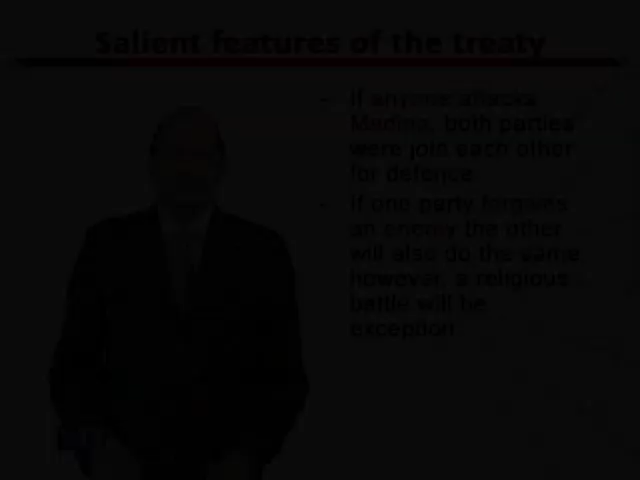 Salient features of the treaty
- If anyone attacks
Medina, both parties
were join each other
for defence
- If one party forgives
an enemy the other
will also do the same
however, a religious
battle will be
exception